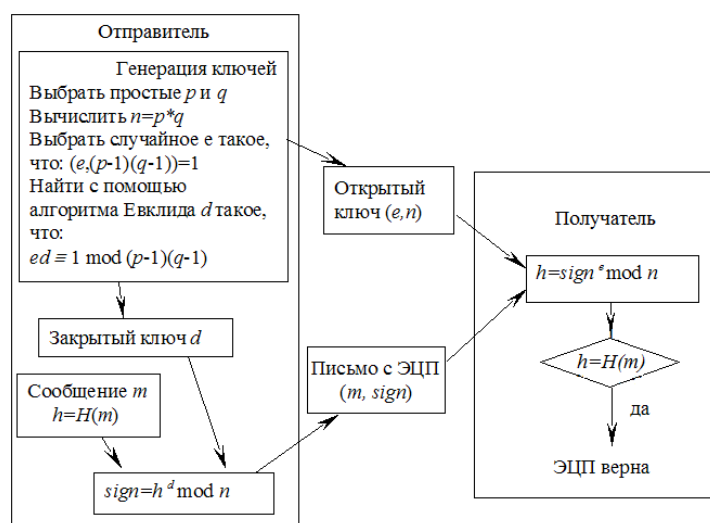 Отправитель
Генерация ключей
Выбрать простые p и q
Вычислить n=p*q
Выбрать случайное e такое,
что: (e,(p-1)(q-1))=1
Найти с помощью
алгоритма Евклида d такое,
что:
ed ≡ 1 mod (p-1)(q-1)
Закрытый ключ d
Сообщение m
h=H(m)
sign=h^d mod n
Открытый
ключ (e,n)
Письмо с ЭЦП
(m, sign)
Получатель
h=sign^e mod n
h=H(m)
да
ЭЦП верна